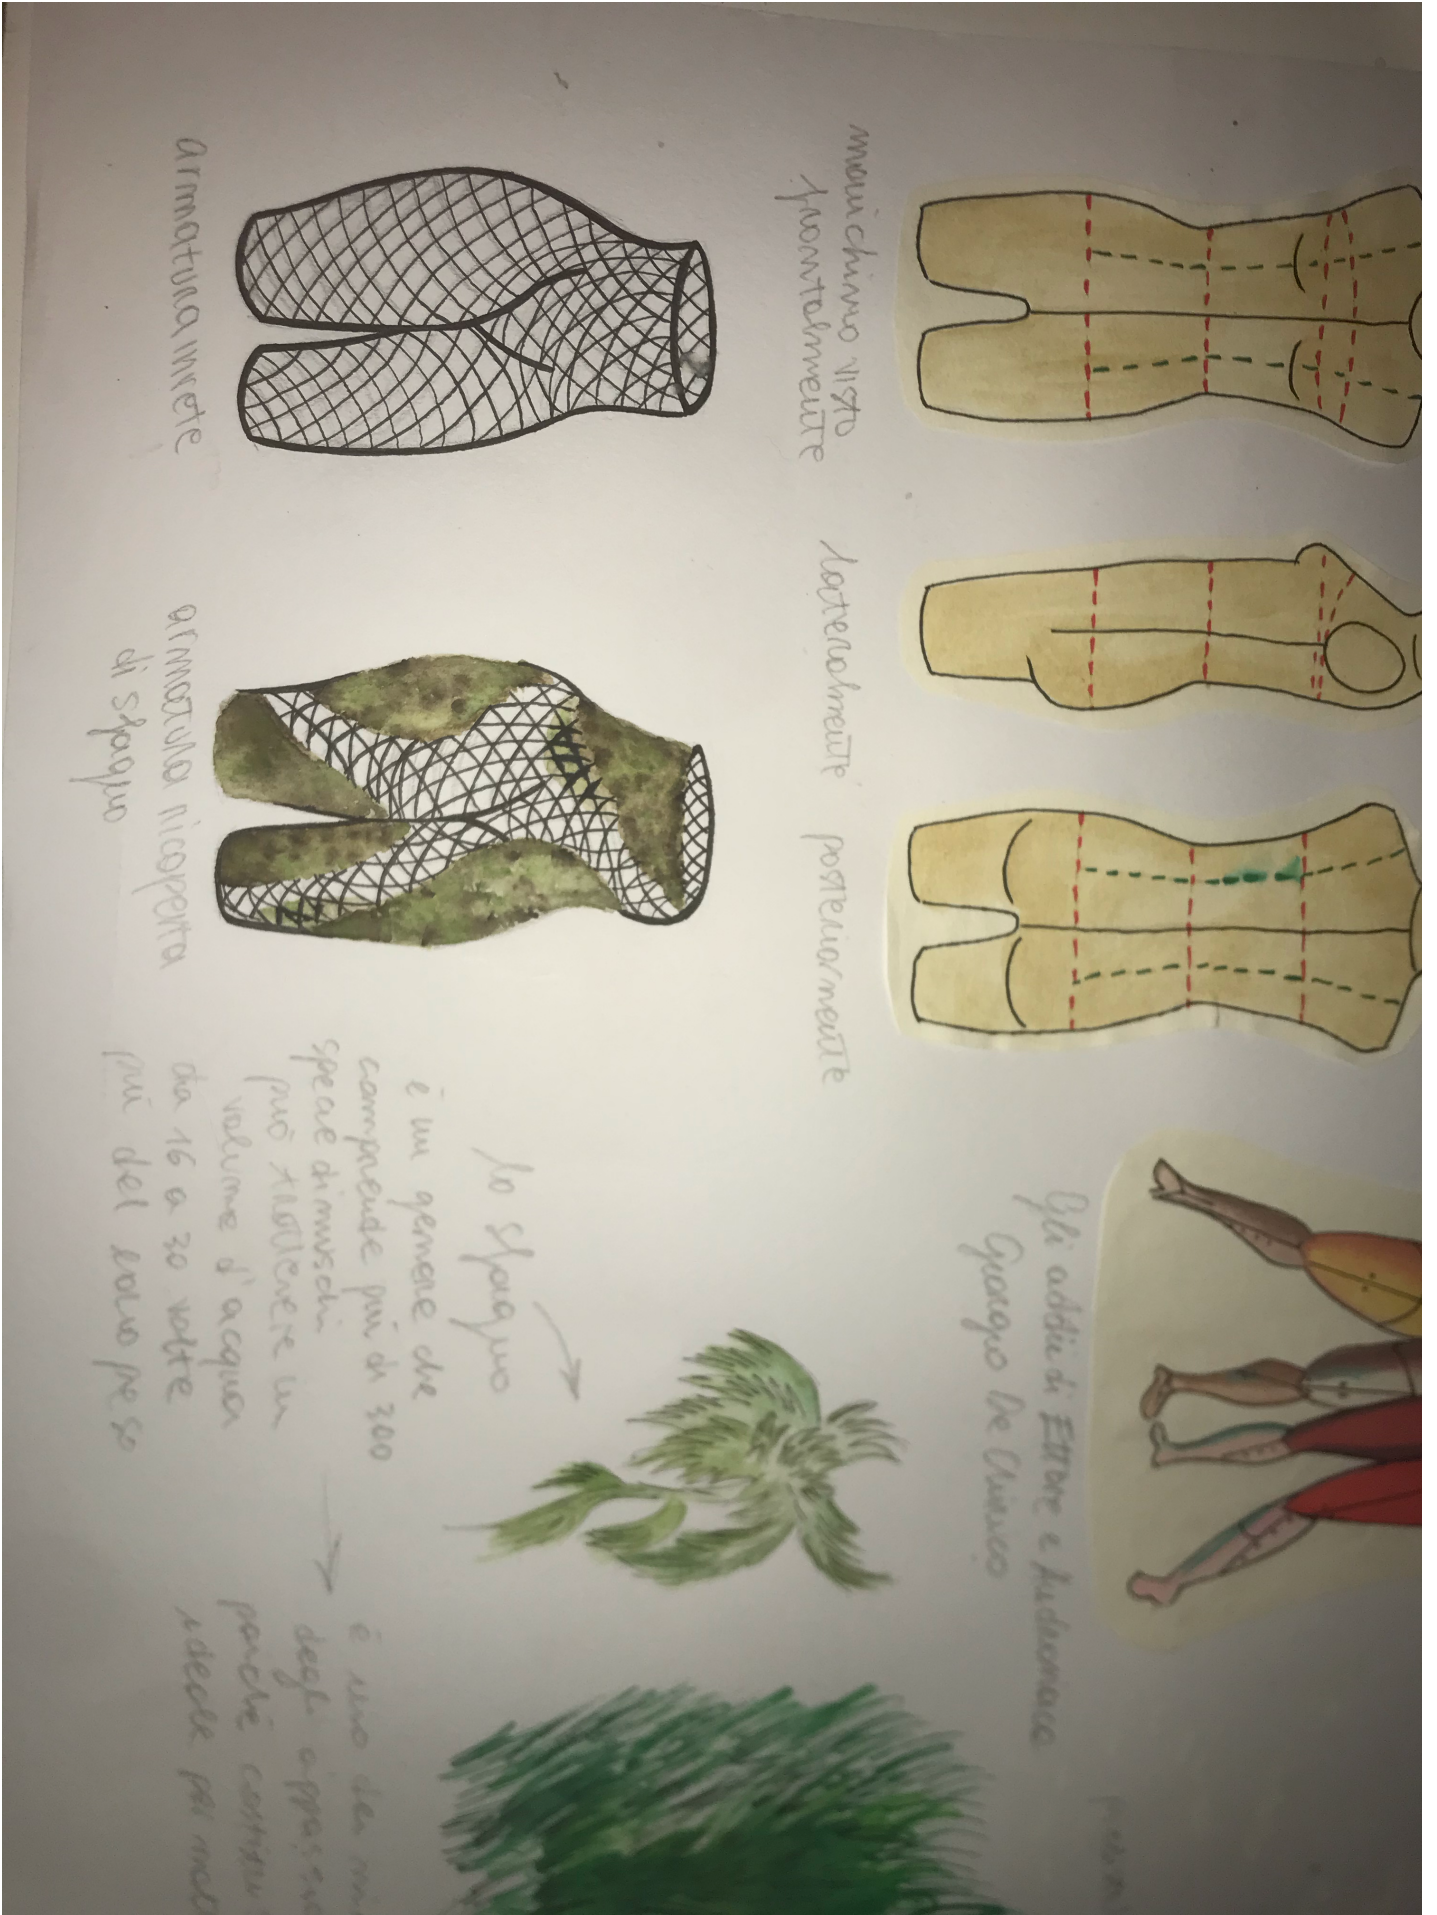 manichino visto
frontalmente
lateralmente
posteriormente
Gli addii di Ettore e Andromaca
Giorgio De Chirico
armatura in rete
armatura ricoperta
di sfagno
lo sfagno
è un genere che
comprende più di 300
specie di muschi
può trattenere un
volume d'acqua
da 16 a 30 volte
più del loro peso
è uno dei
degli
perché
ideale per